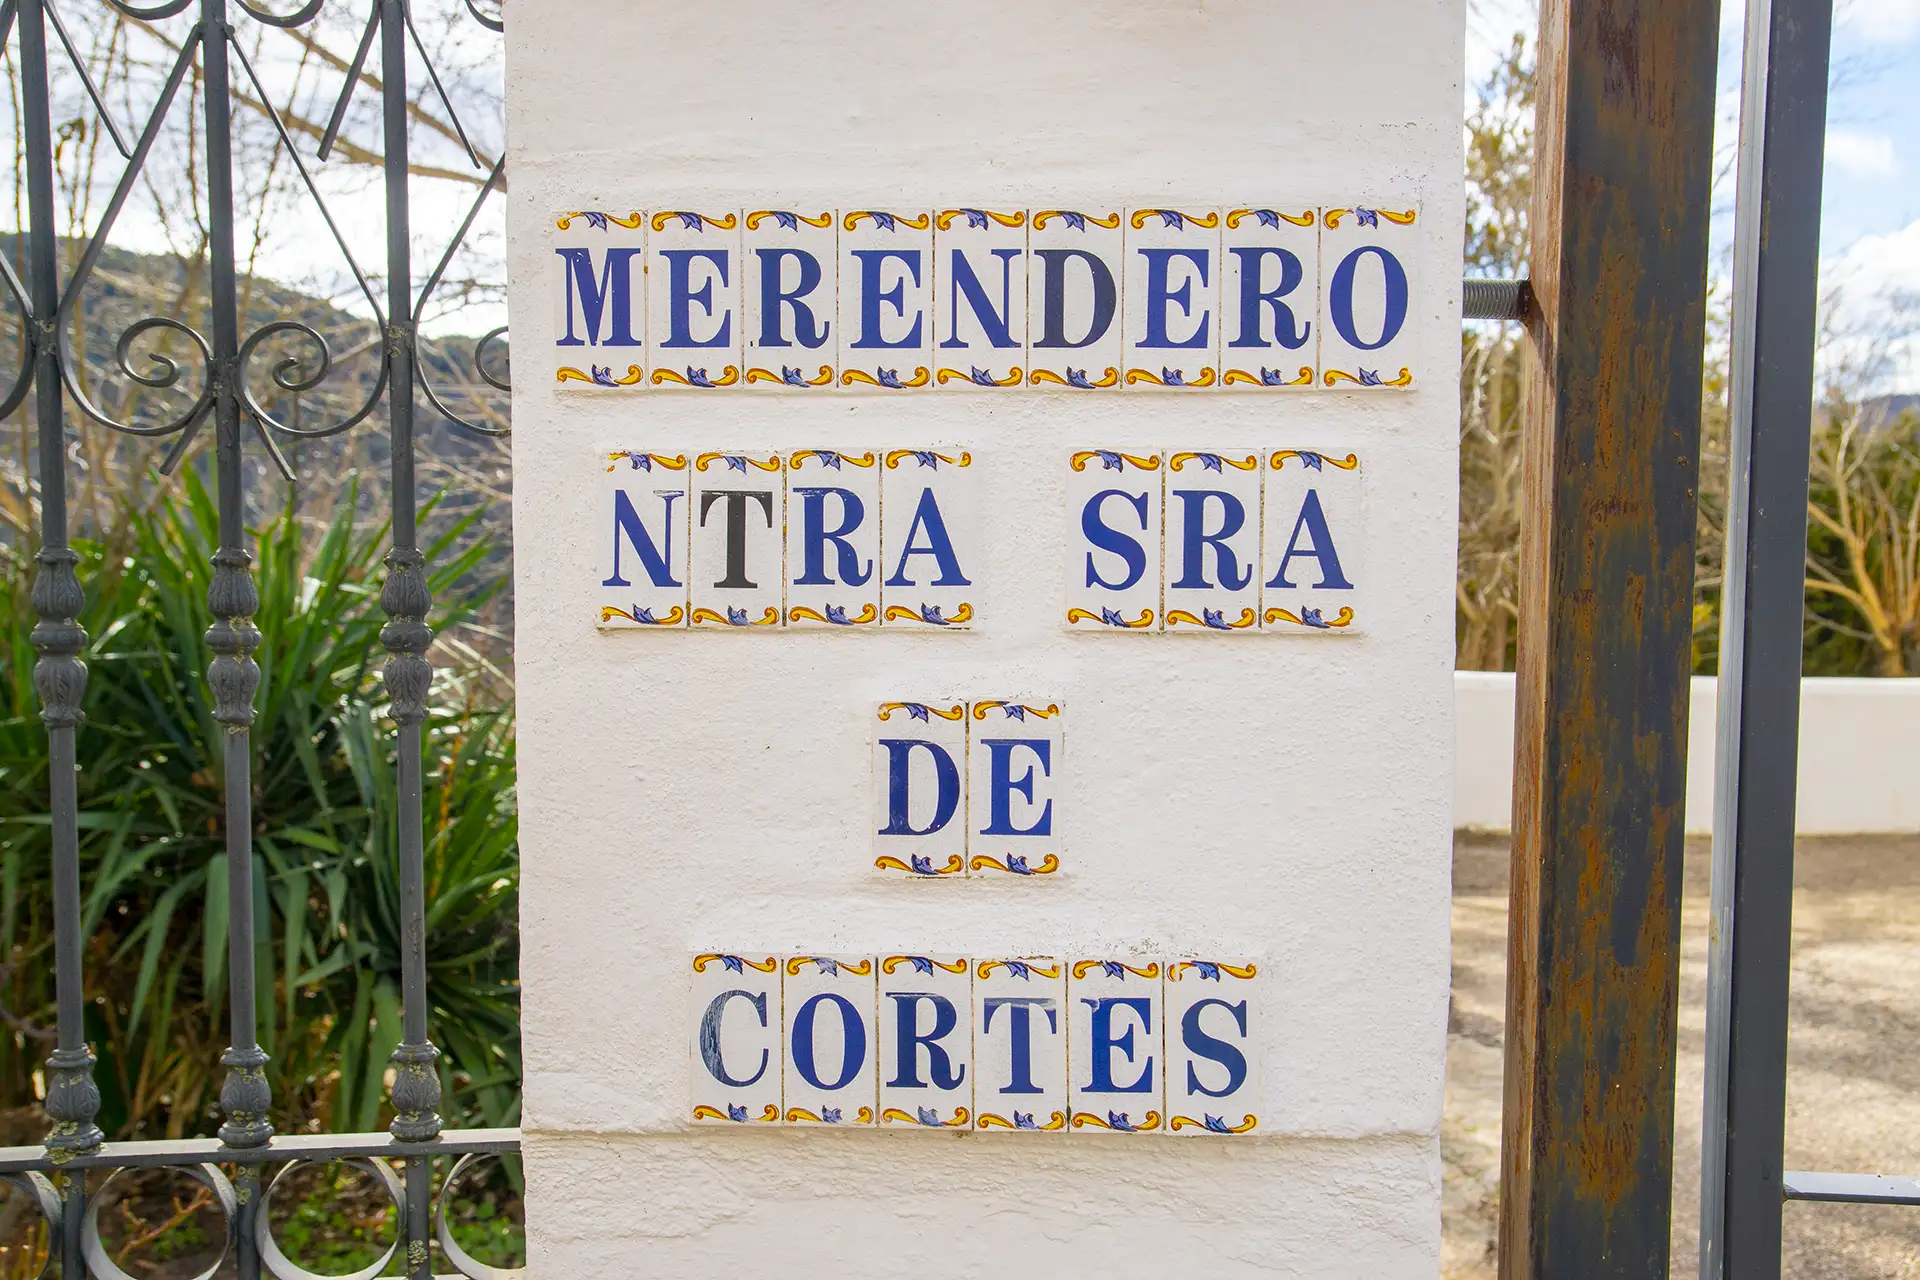 MERENDERO
NTRA SRA
DE
CORTES